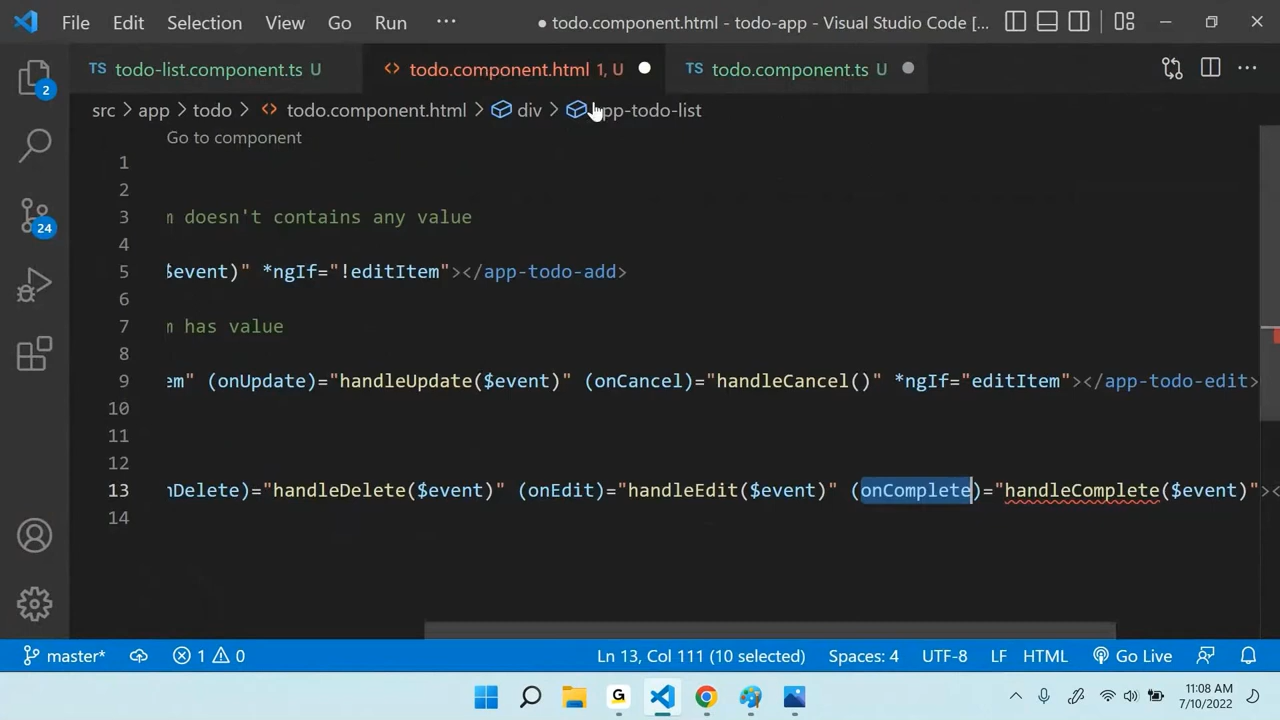 File Edit Selection View Go Run ··· ● todo.component.html - todo-app - Visual Studio Code [...
TS todo-list.component.ts U <> todo.component.html 1, U TS todo.component.ts U
src > app > todo > <> todo.component.html > div > app-todo-list
Go to component
1
2
3 m doesn't contains any value
4
5 $event)" *ngIf="!editItem"></app-todo-add>
6
7 m has value
8
9 em" (onUpdate)="handleUpdate($event)" (onCancel)="handleCancel()" *ngIf="editItem"></app-todo-edit>
10
11
12
13 nDelete)="handleDelete($event)" (onEdit)="handleEdit($event)" (onComplete)="handleComplete($event)"><
14
2
24
master* 1 0 Ln 13, Col 111 (10 selected) Spaces: 4 UTF-8 LF HTML Go Live
G
11:08 AM
7/10/2022